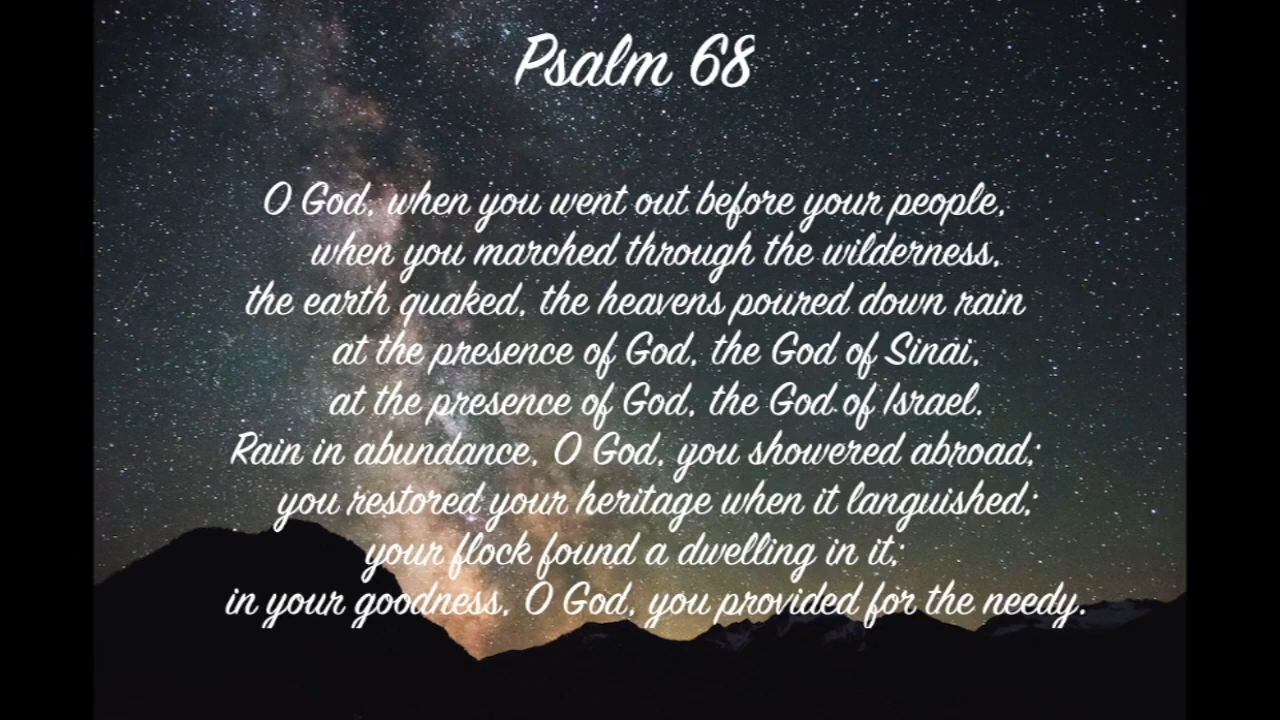 Psalm 68
O God, when you went out before your people,
when you marched through the wilderness,
the earth quaked, the heavens poured down rain
at the presence of God, the God of Sinai,
at the presence of God, the God of Israel.
Rain in abundance, O God, you showered abroad;
you restored your heritage when it languished;
your flock found a dwelling in it;
in your goodness, O God, you provided for the needy.